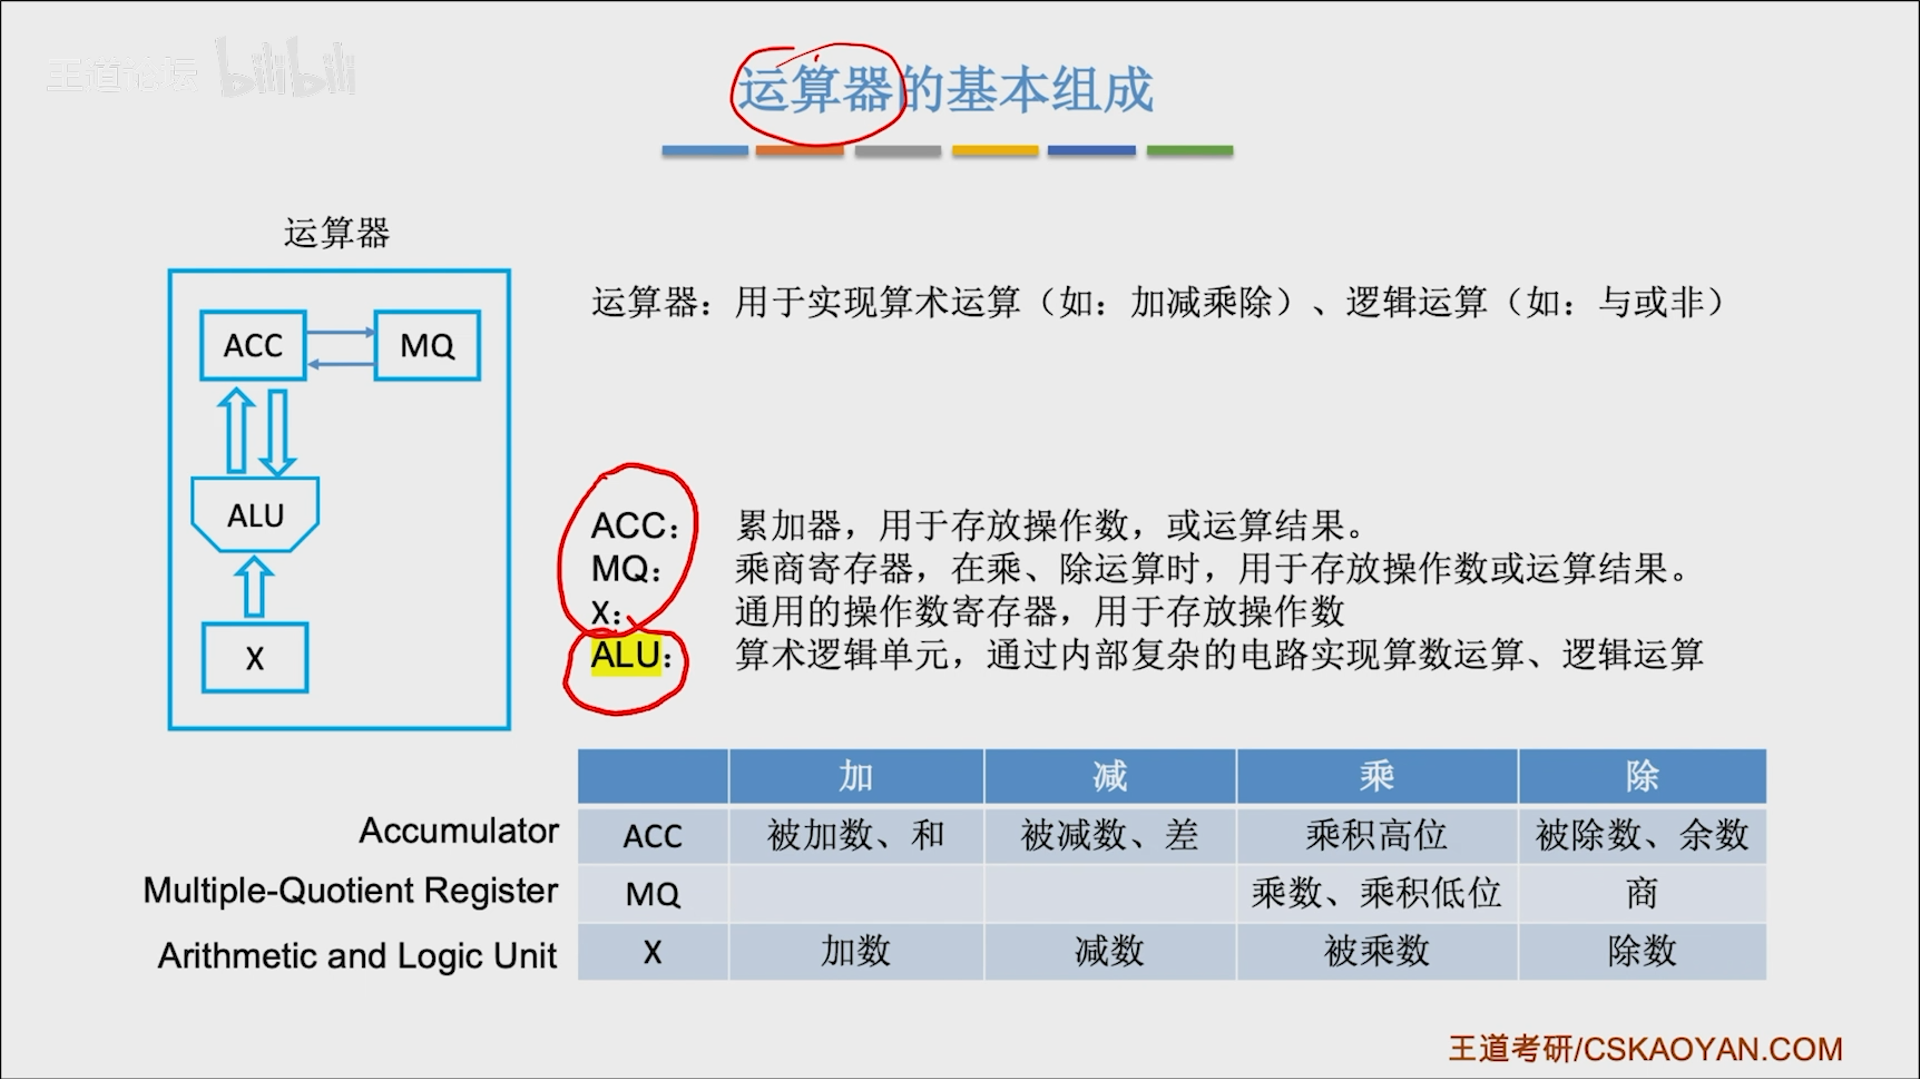 王道论坛 bilibili
运算器的基本组成
运算器
ACC
MQ
ALU
X
运算器：用于实现算术运算（如：加减乘除）、逻辑运算（如：与或非）
ACC： 累加器，用于存放操作数，或运算结果。
MQ： 乘商寄存器，在乘、除运算时，用于存放操作数或运算结果。
X： 通用的操作数寄存器，用于存放操作数
ALU： 算术逻辑单元，通过内部复杂的电路实现算数运算、逻辑运算
加 减 乘 除
Accumulator ACC 被加数、和 被减数、差 乘积高位 被除数、余数
Multiple-Quotient Register MQ 乘数、乘积低位 商
Arithmetic and Logic Unit X 加数 减数 被乘数 除数
王道考研/CSKAOYAN.COM